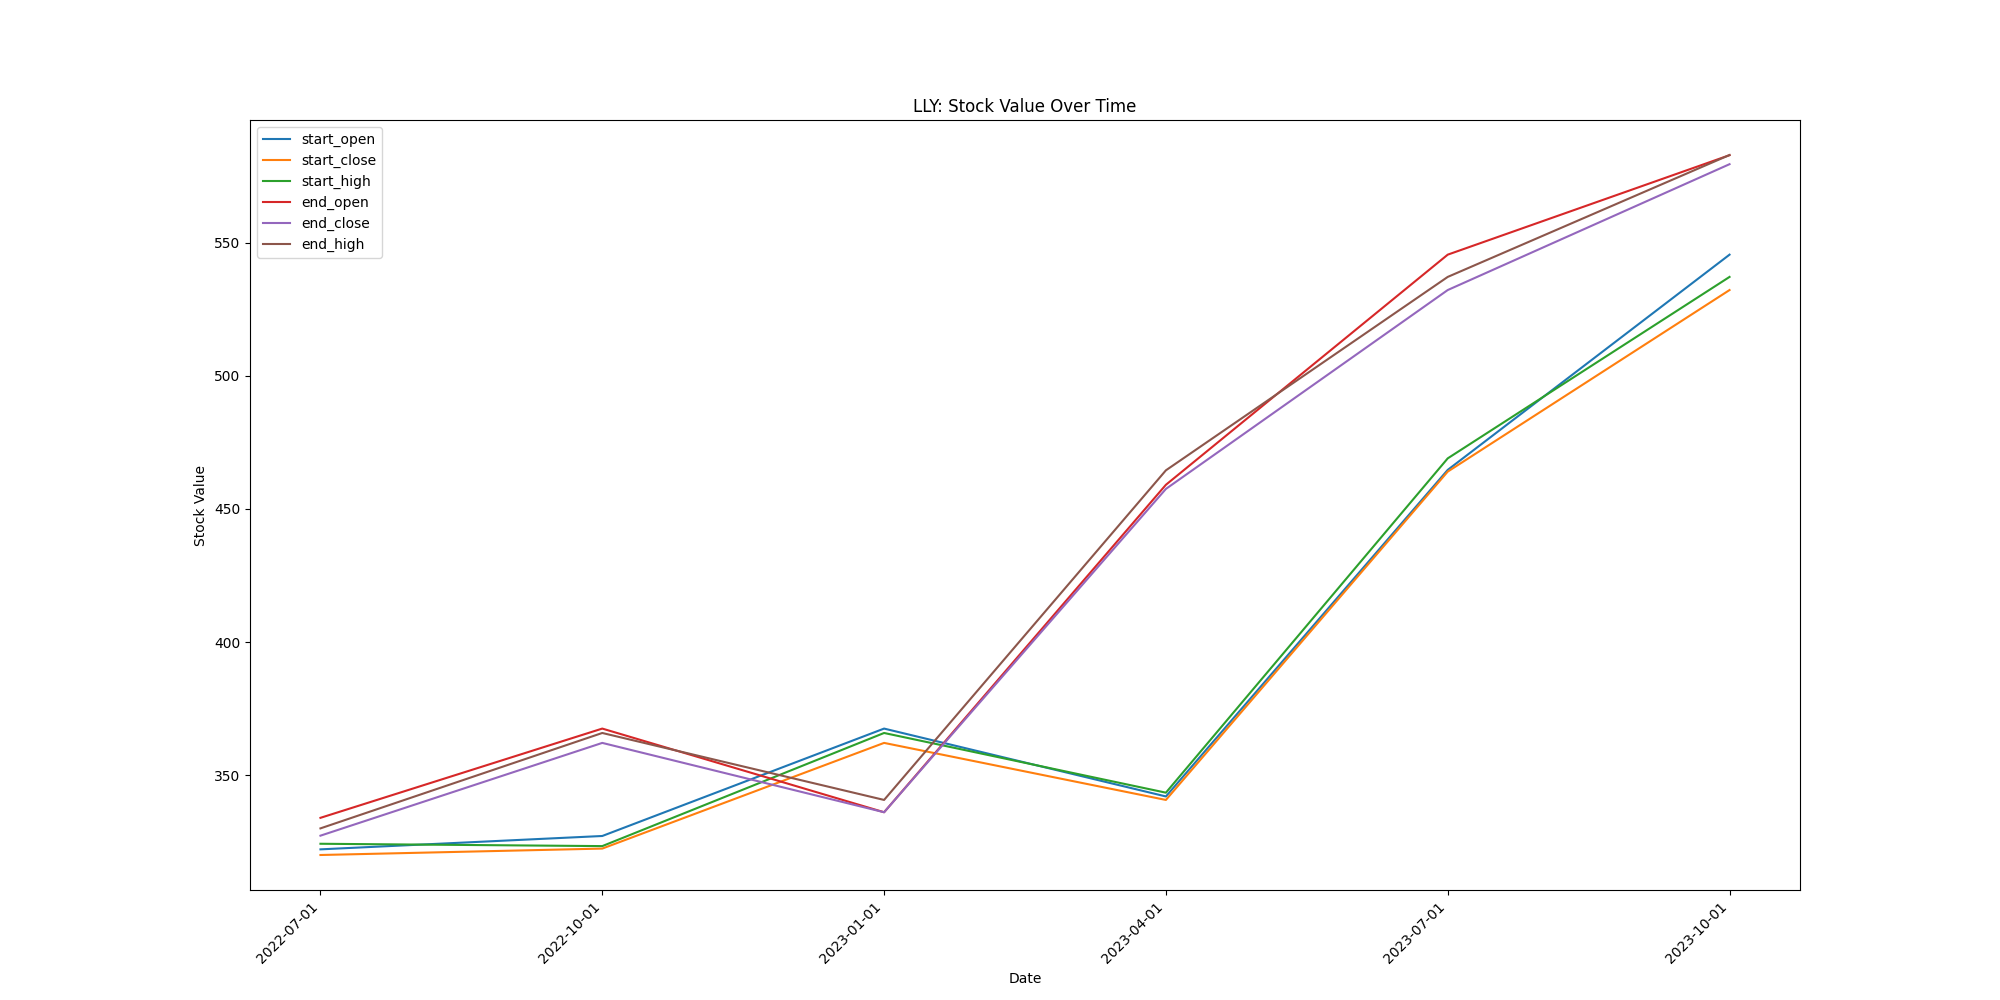 LLY: Stock Value Over Time
start_open
start_close
start_high
end_open
end_close
end_high
550
500
450
400
350
Stock Value
2022-07-01
2022-10-01
2023-01-01
2023-04-01
2023-07-01
2023-10-01
Date